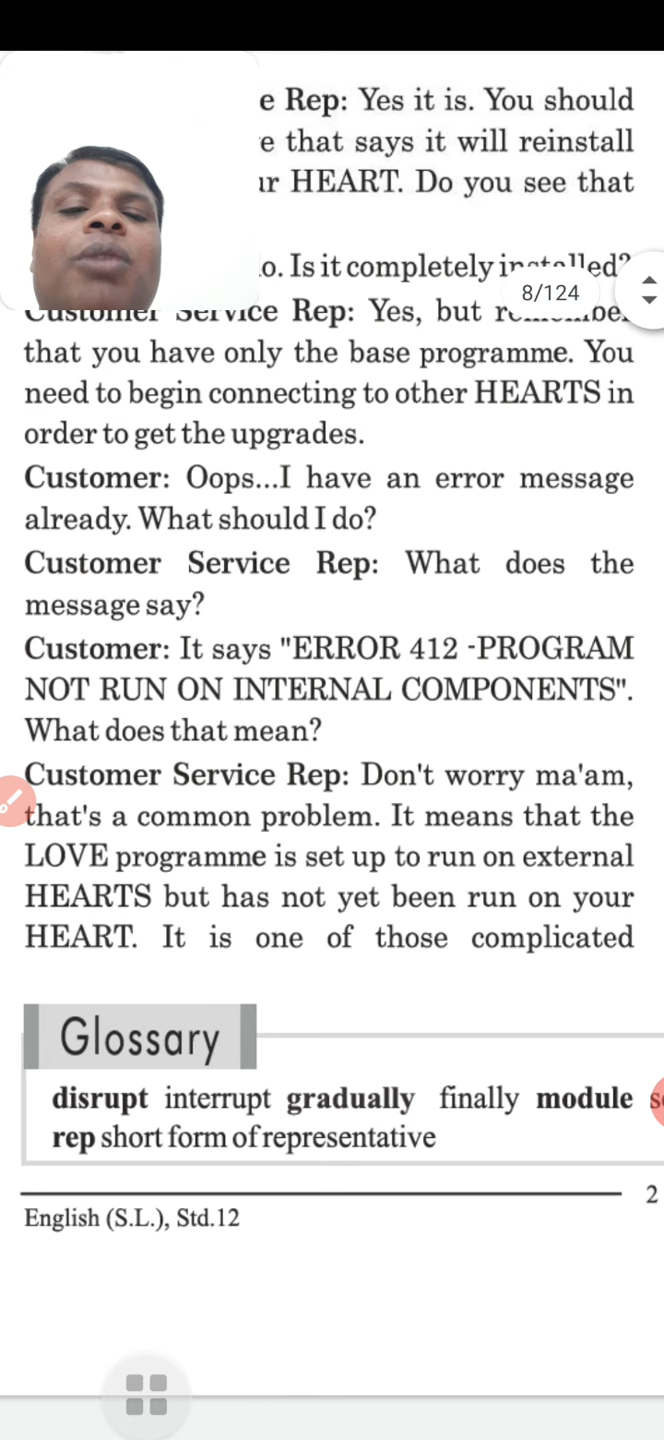 e Rep: Yes it is. You should
e that says it will reinstall
ur HEART. Do you see that
o. Is it completely installed?
8/124
Customer Service Rep: Yes, but remember
that you have only the base programme. You
need to begin connecting to other HEARTS in
order to get the upgrades.
Customer: Oops...I have an error message
already. What should I do?
Customer Service Rep: What does the
message say?
Customer: It says "ERROR 412 -PROGRAM
NOT RUN ON INTERNAL COMPONENTS".
What does that mean?
Customer Service Rep: Don't worry ma'am,
that's a common problem. It means that the
LOVE programme is set up to run on external
HEARTS but has not yet been run on your
HEART. It is one of those complicated
Glossary
disrupt interrupt gradually finally module
rep short form of representative
2
English (S.L.), Std.12